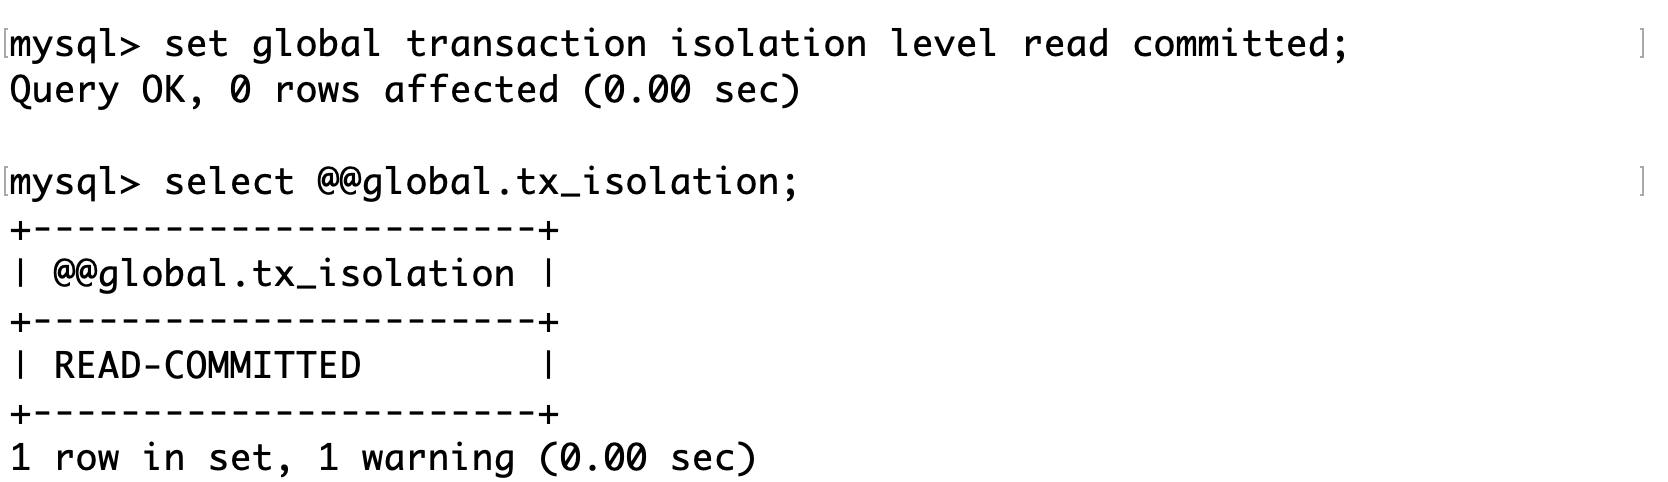 [mysql> set global transaction isolation level read committed; ]
Query OK, 0 rows affected (0.00 sec)
[mysql> select @@global.tx_isolation; ]
+-----------------------+
| @@global.tx_isolation |
+-----------------------+
| READ-COMMITTED        |
+-----------------------+
1 row in set, 1 warning (0.00 sec)